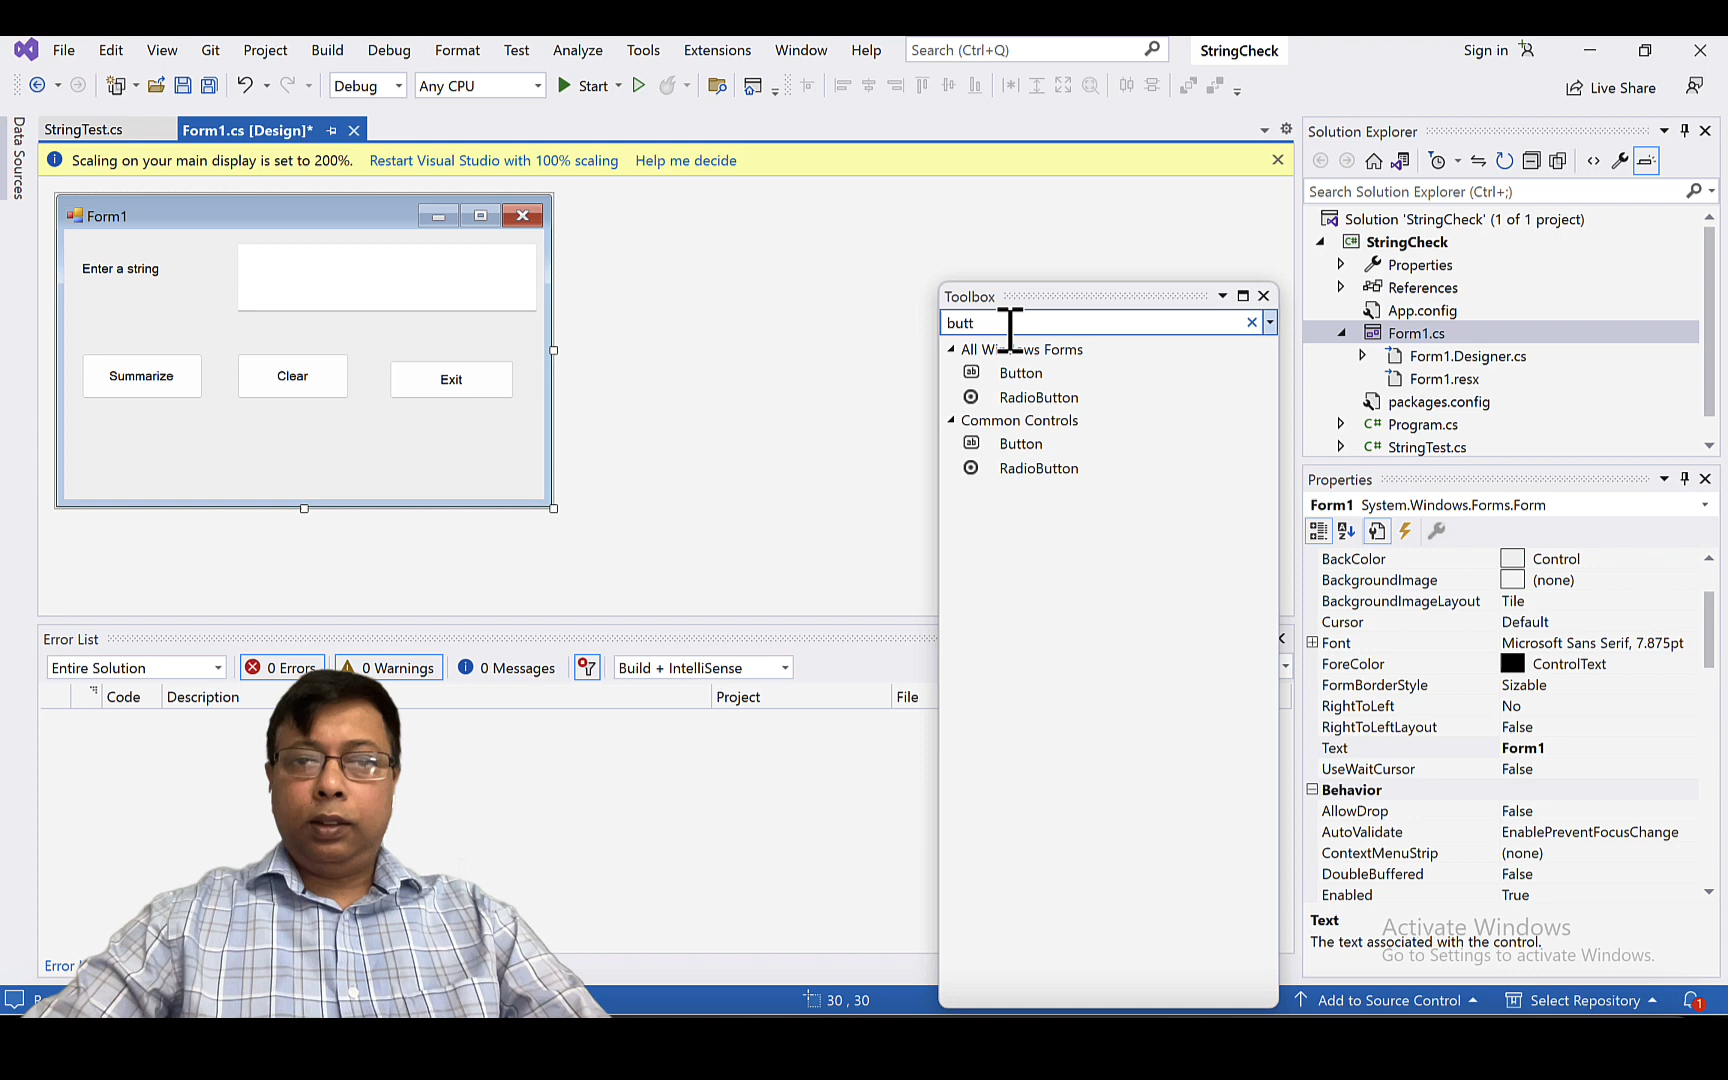 File Edit View Git Project Build Debug Format Test Analyze Tools Extensions Window Help Search (Ctrl+Q) StringCheck Sign in
Debug Any CPU Start Live Share
Data Sources
StringTest.cs Form1.cs [Design]*
Scaling on your main display is set to 200%. Restart Visual Studio with 100% scaling Help me decide
Form1
Enter a string
Summarize Clear Exit
Toolbox
butt
All Windows Forms
Button
RadioButton
Common Controls
Button
RadioButton
Solution Explorer
Search Solution Explorer (Ctrl+;)
Solution 'StringCheck' (1 of 1 project)
StringCheck
Properties
References
App.config
Form1.cs
Form1.Designer.cs
Form1.resx
packages.config
Program.cs
StringTest.cs
Properties
Form1 System.Windows.Forms.Form
BackColor Control
BackgroundImage (none)
BackgroundImageLayout Tile
Cursor Default
Font Microsoft Sans Serif, 7.875pt
ForeColor ControlText
FormBorderStyle Sizable
RightToLeft No
RightToLeftLayout False
Text Form1
UseWaitCursor False
Behavior
AllowDrop False
AutoValidate EnablePreventFocusChange
ContextMenuStrip (none)
DoubleBuffered False
Enabled True
Text
The text associated with the control.
Activate Windows
Go to Settings to activate Windows.
Error List
Entire Solution 0 Errors 0 Warnings 0 Messages Build + IntelliSense
Code Description Project File
Error
30 , 30 Add to Source Control Select Repository 1